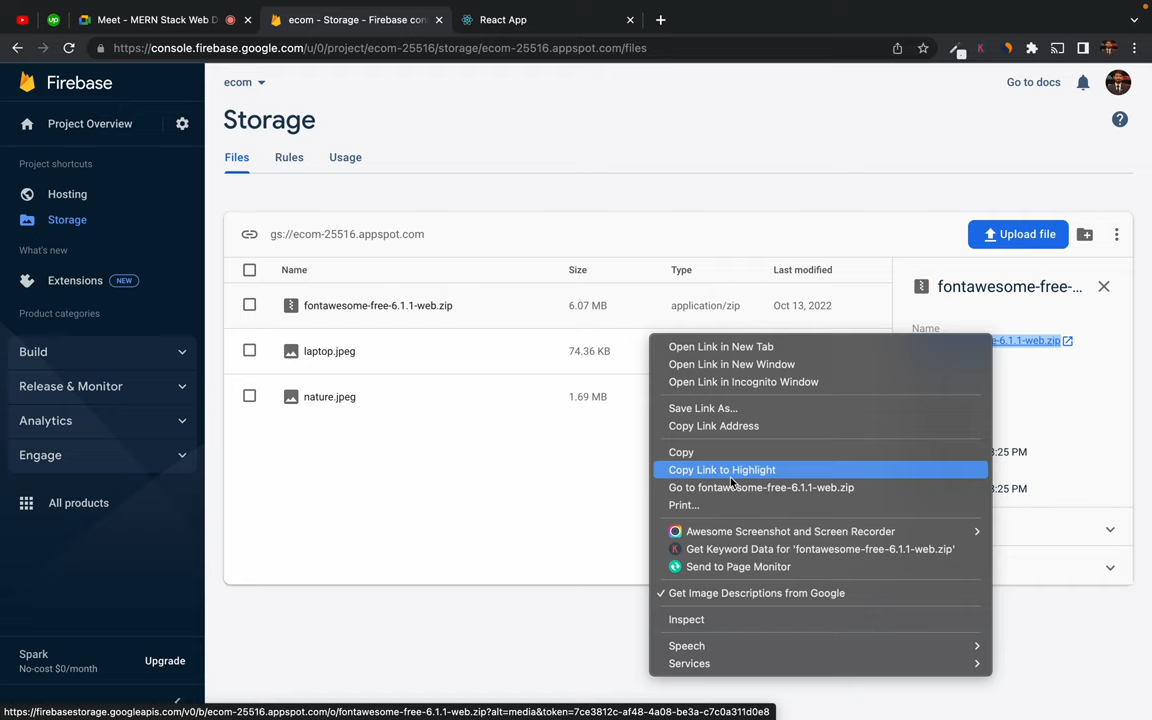 Meet - MERN Stack Web D
ecom - Storage - Firebase con
React App
https://console.firebase.google.com/u/0/project/ecom-25516/storage/ecom-25516.appspot.com/files
Firebase
ecom
Go to docs
Project Overview
Storage
Project shortcuts
Files
Rules
Usage
Hosting
Storage
What's new
gs://ecom-25516.appspot.com
Upload file
Extensions
NEW
Name
Size
Type
Last modified
fontawesome-free-...
Product categories
fontawesome-free-6.1.1-web.zip
6.07 MB
application/zip
Oct 13, 2022
Name
e-6.1.1-web.zip
Build
laptop.jpeg
74.36 KB
Open Link in New Tab
Open Link in New Window
Open Link in Incognito Window
Release & Monitor
nature.jpeg
1.69 MB
Save Link As...
Copy Link Address
Analytics
Copy
:25 PM
Engage
Copy Link to Highlight
Go to fontawesome-free-6.1.1-web.zip
:25 PM
Print...
All products
Awesome Screenshot and Screen Recorder
Get Keyword Data for 'fontawesome-free-6.1.1-web.zip'
Send to Page Monitor
Get Image Descriptions from Google
Inspect
Speech
Services
Spark
No-cost $0/month
Upgrade
https://firebasestorage.googleapis.com/v0/b/ecom-25516.appspot.com/o/fontawesome-free-6.1.1-web.zip?alt=media&token=7ce3812c-af48-4a08-be3a-c7c0a311d0e8